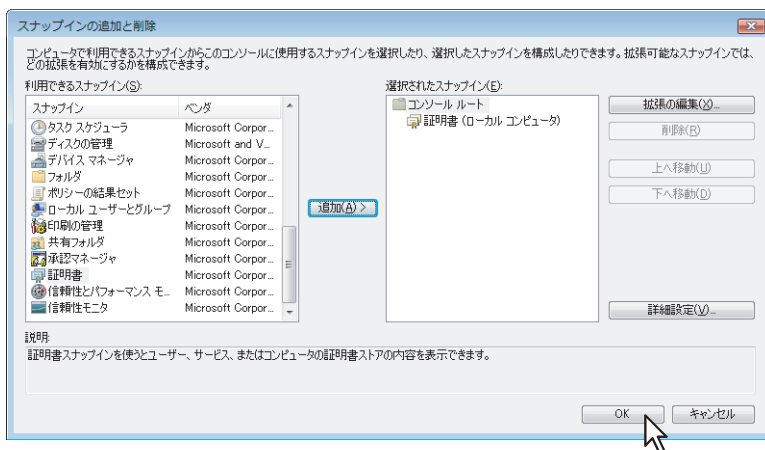 スナップインの追加と削除
コンピュータで利用できるスナップインからこのコンソールに使用するスナップインを選択したり、選択したスナップインを構成したりできます。拡張可能なスナップインでは、
どの拡張を有効にするかを構成できます。
利用できるスナップイン(S):
スナップイン ベンダ
タスク スケジューラ Microsoft Corpor...
ディスクの管理 Microsoft and V...
デバイス マネージャ Microsoft Corpor...
フォルダ Microsoft Corpor...
ポリシーの結果セット Microsoft Corpor...
ローカル ユーザーとグループ Microsoft Corpor...
印刷の管理 Microsoft Corpor...
共有フォルダ Microsoft Corpor...
承認マネージャ Microsoft Corpor...
証明書 Microsoft Corpor...
信頼性とパフォーマンス モ... Microsoft Corpor...
信頼性モニタ Microsoft Corpor...
追加(A) >
選択されたスナップイン(E):
コンソール ルート
証明書 (ローカル コンピュータ)
拡張の編集(X)...
削除(R)
上へ移動(U)
下へ移動(D)
詳細設定(V)...
説明:
証明書スナップインを使うとユーザー、サービス、またはコンピュータの証明書ストアの内容を表示できます。
OK キャンセル